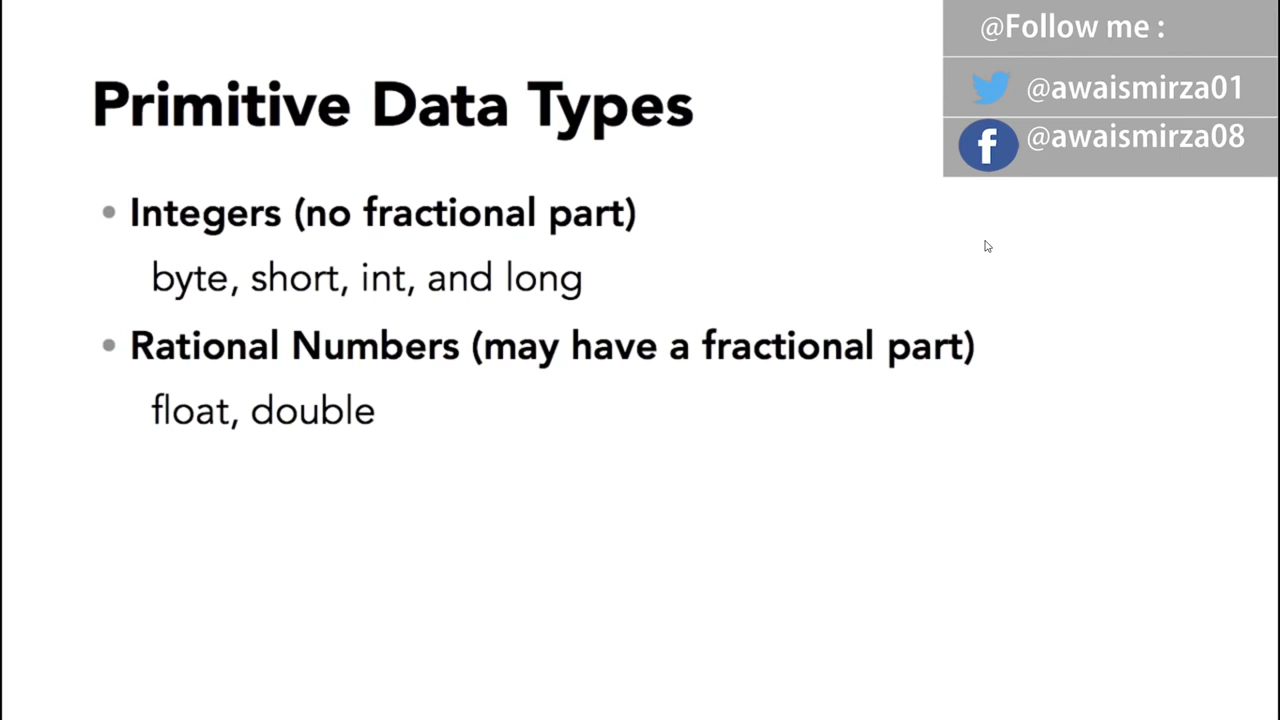 @Follow me :
@awaismirza01
@awaismirza08
Primitive Data Types
• Integers (no fractional part)
byte, short, int, and long
• Rational Numbers (may have a fractional part)
float, double